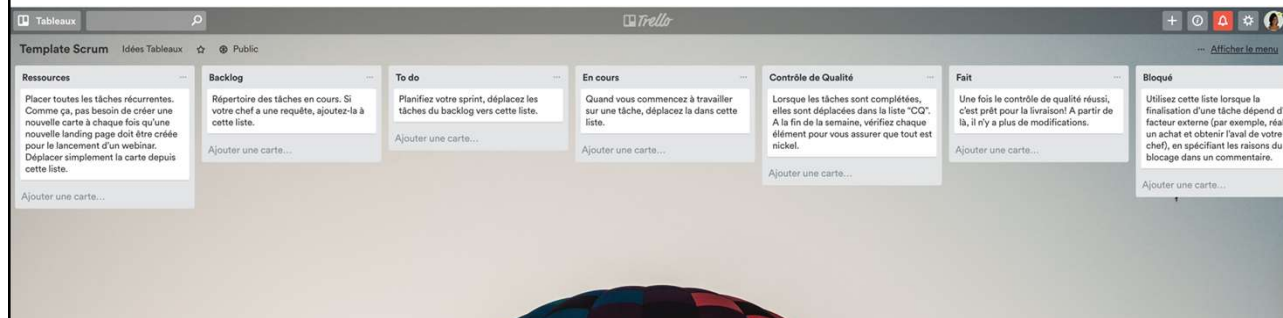 Tableaux
Trello
Template Scrum
Idées Tableaux
Public
... Afficher le menu
Ressources
Placer toutes les tâches récurrentes.
Comme ça, pas besoin de créer une
nouvelle carte à chaque fois qu'une
nouvelle landing page doit être créée
pour le lancement d'un webinar.
Déplacer simplement la carte depuis
cette liste.
Ajouter une carte...
Backlog
Répertoire des tâches en cours. Si
votre chef a une requête, ajoutez-la à
cette liste.
Ajouter une carte...
To do
Planifiez votre sprint, déplacez les
tâches du backlog vers cette liste.
Ajouter une carte...
En cours
Quand vous commencez à travailler
sur une tâche, déplacez la dans cette
liste.
Ajouter une carte...
Contrôle de Qualité
Lorsque les tâches sont complétées,
elles sont déplacées dans la liste "CQ".
A la fin de la semaine, vérifiez chaque
élément pour vous assurer que tout est
nickel.
Ajouter une carte...
Fait
Une fois le contrôle de qualité réussi,
c'est prêt pour la livraison! A partir de
là, il n'y a plus de modifications.
Ajouter une carte...
Bloqué
Utilisez cette liste lorsque la
finalisation d'une tâche dépend
facteur externe (par exemple,
un achat et obtenir l'aval de votre
chef), en spécifiant les raisons du
blocage dans un commentaire.
Ajouter une carte...